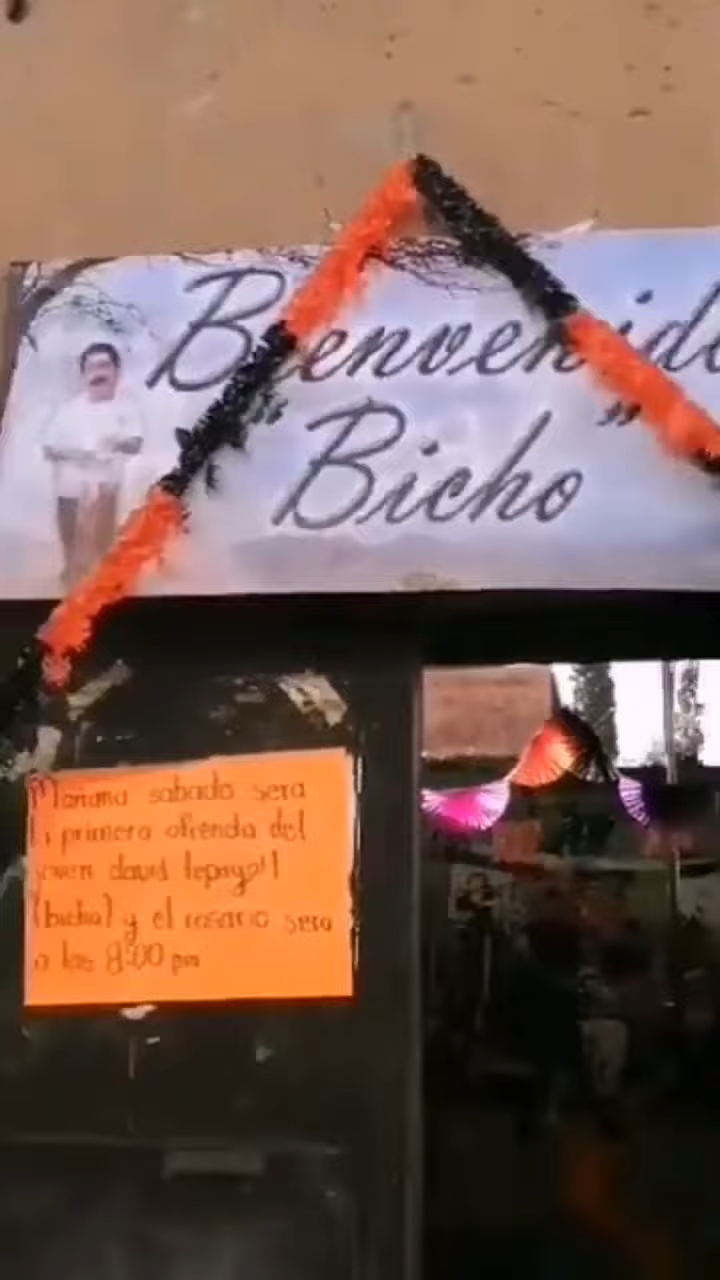 Bienvenido
"Bicho"
Mañana sabado sera
la primera ofrenda del
joven david tepayotl
(bicho) y el rosario sera
a las 8:00 pm